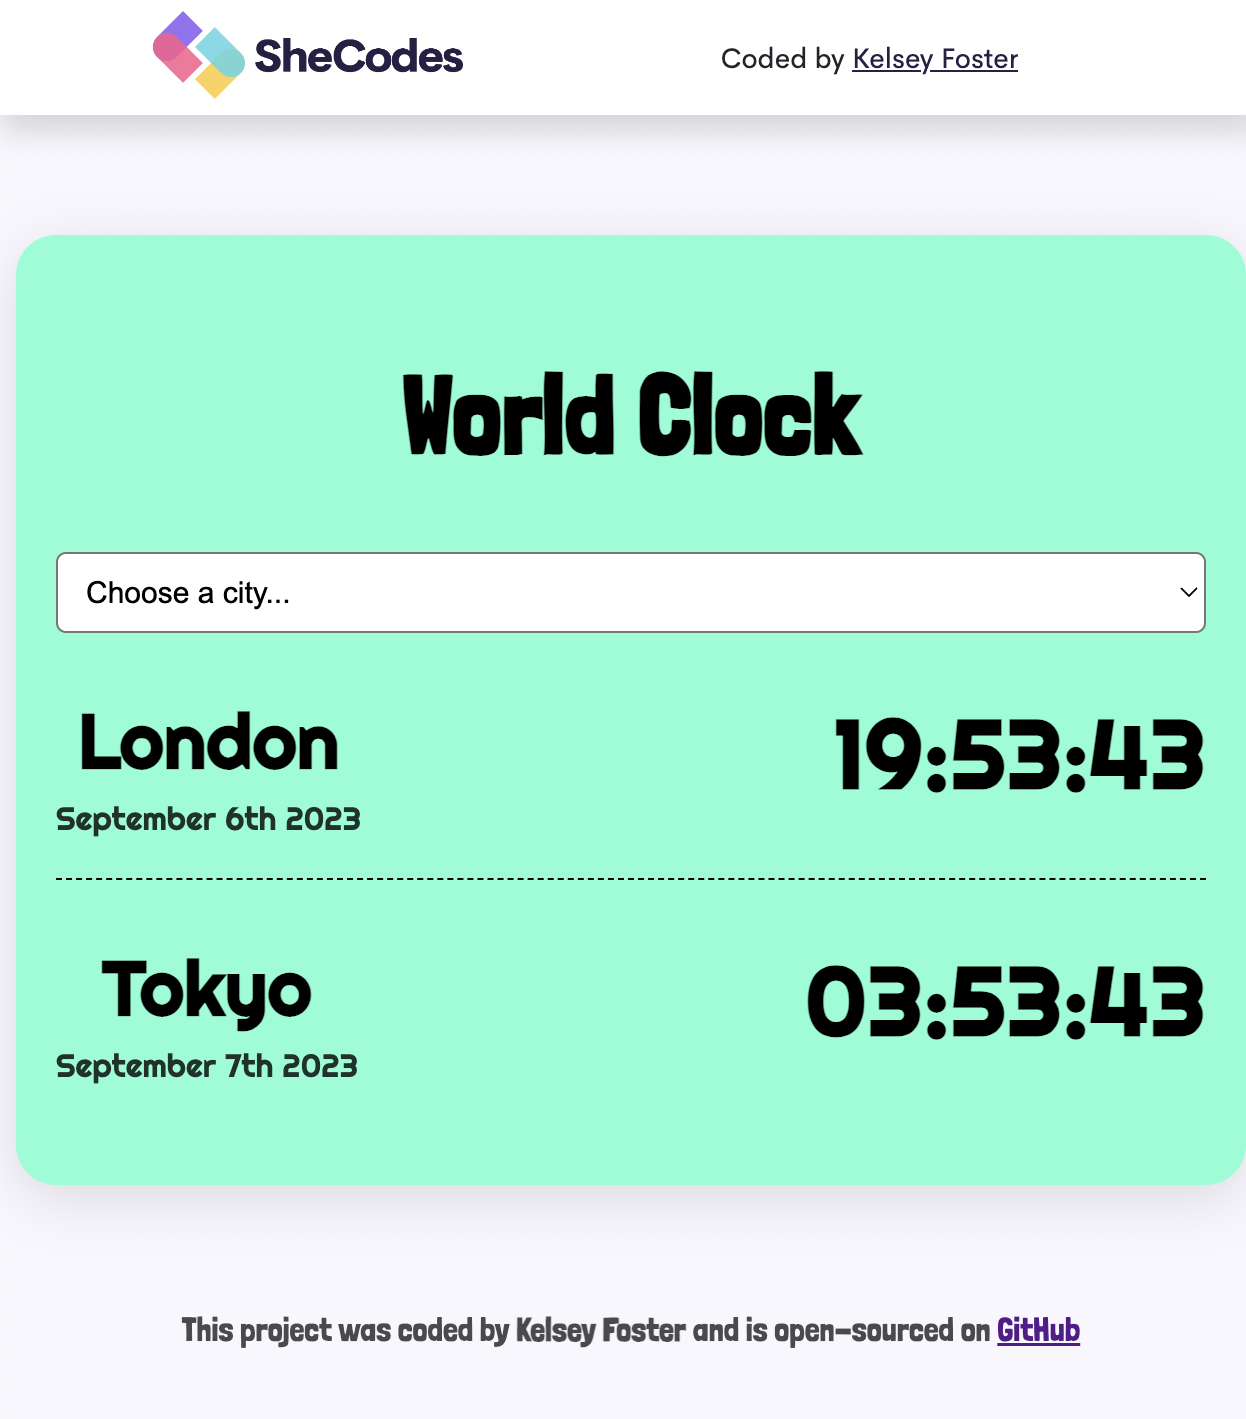 SheCodes
Coded by Kelsey Foster
World Clock
Choose a city...
London
19:53:43
September 6th 2023
Tokyo
03:53:43
September 7th 2023
This project was coded by Kelsey Foster and is open-sourced on GitHub